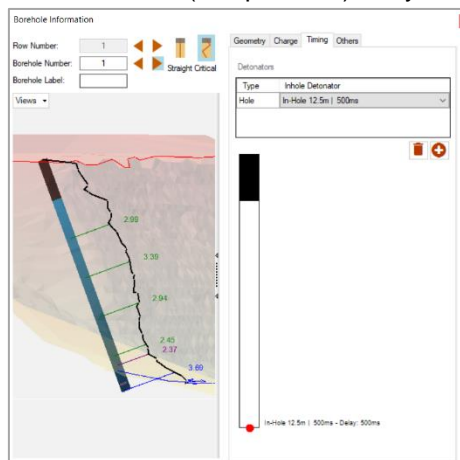 Borehole Information
Row Number: 1
Borehole Number: 1
Borehole Label:
Straight Critical
Views
2.99
3.39
2.94
2.45
2.37
3.69
Geometry Charge Timing Others
Detonators
Type Inhole Detonator
Hole In-Hole 12.5m | 500ms
In-Hole 12.5m | 500ms - Delay: 500ms